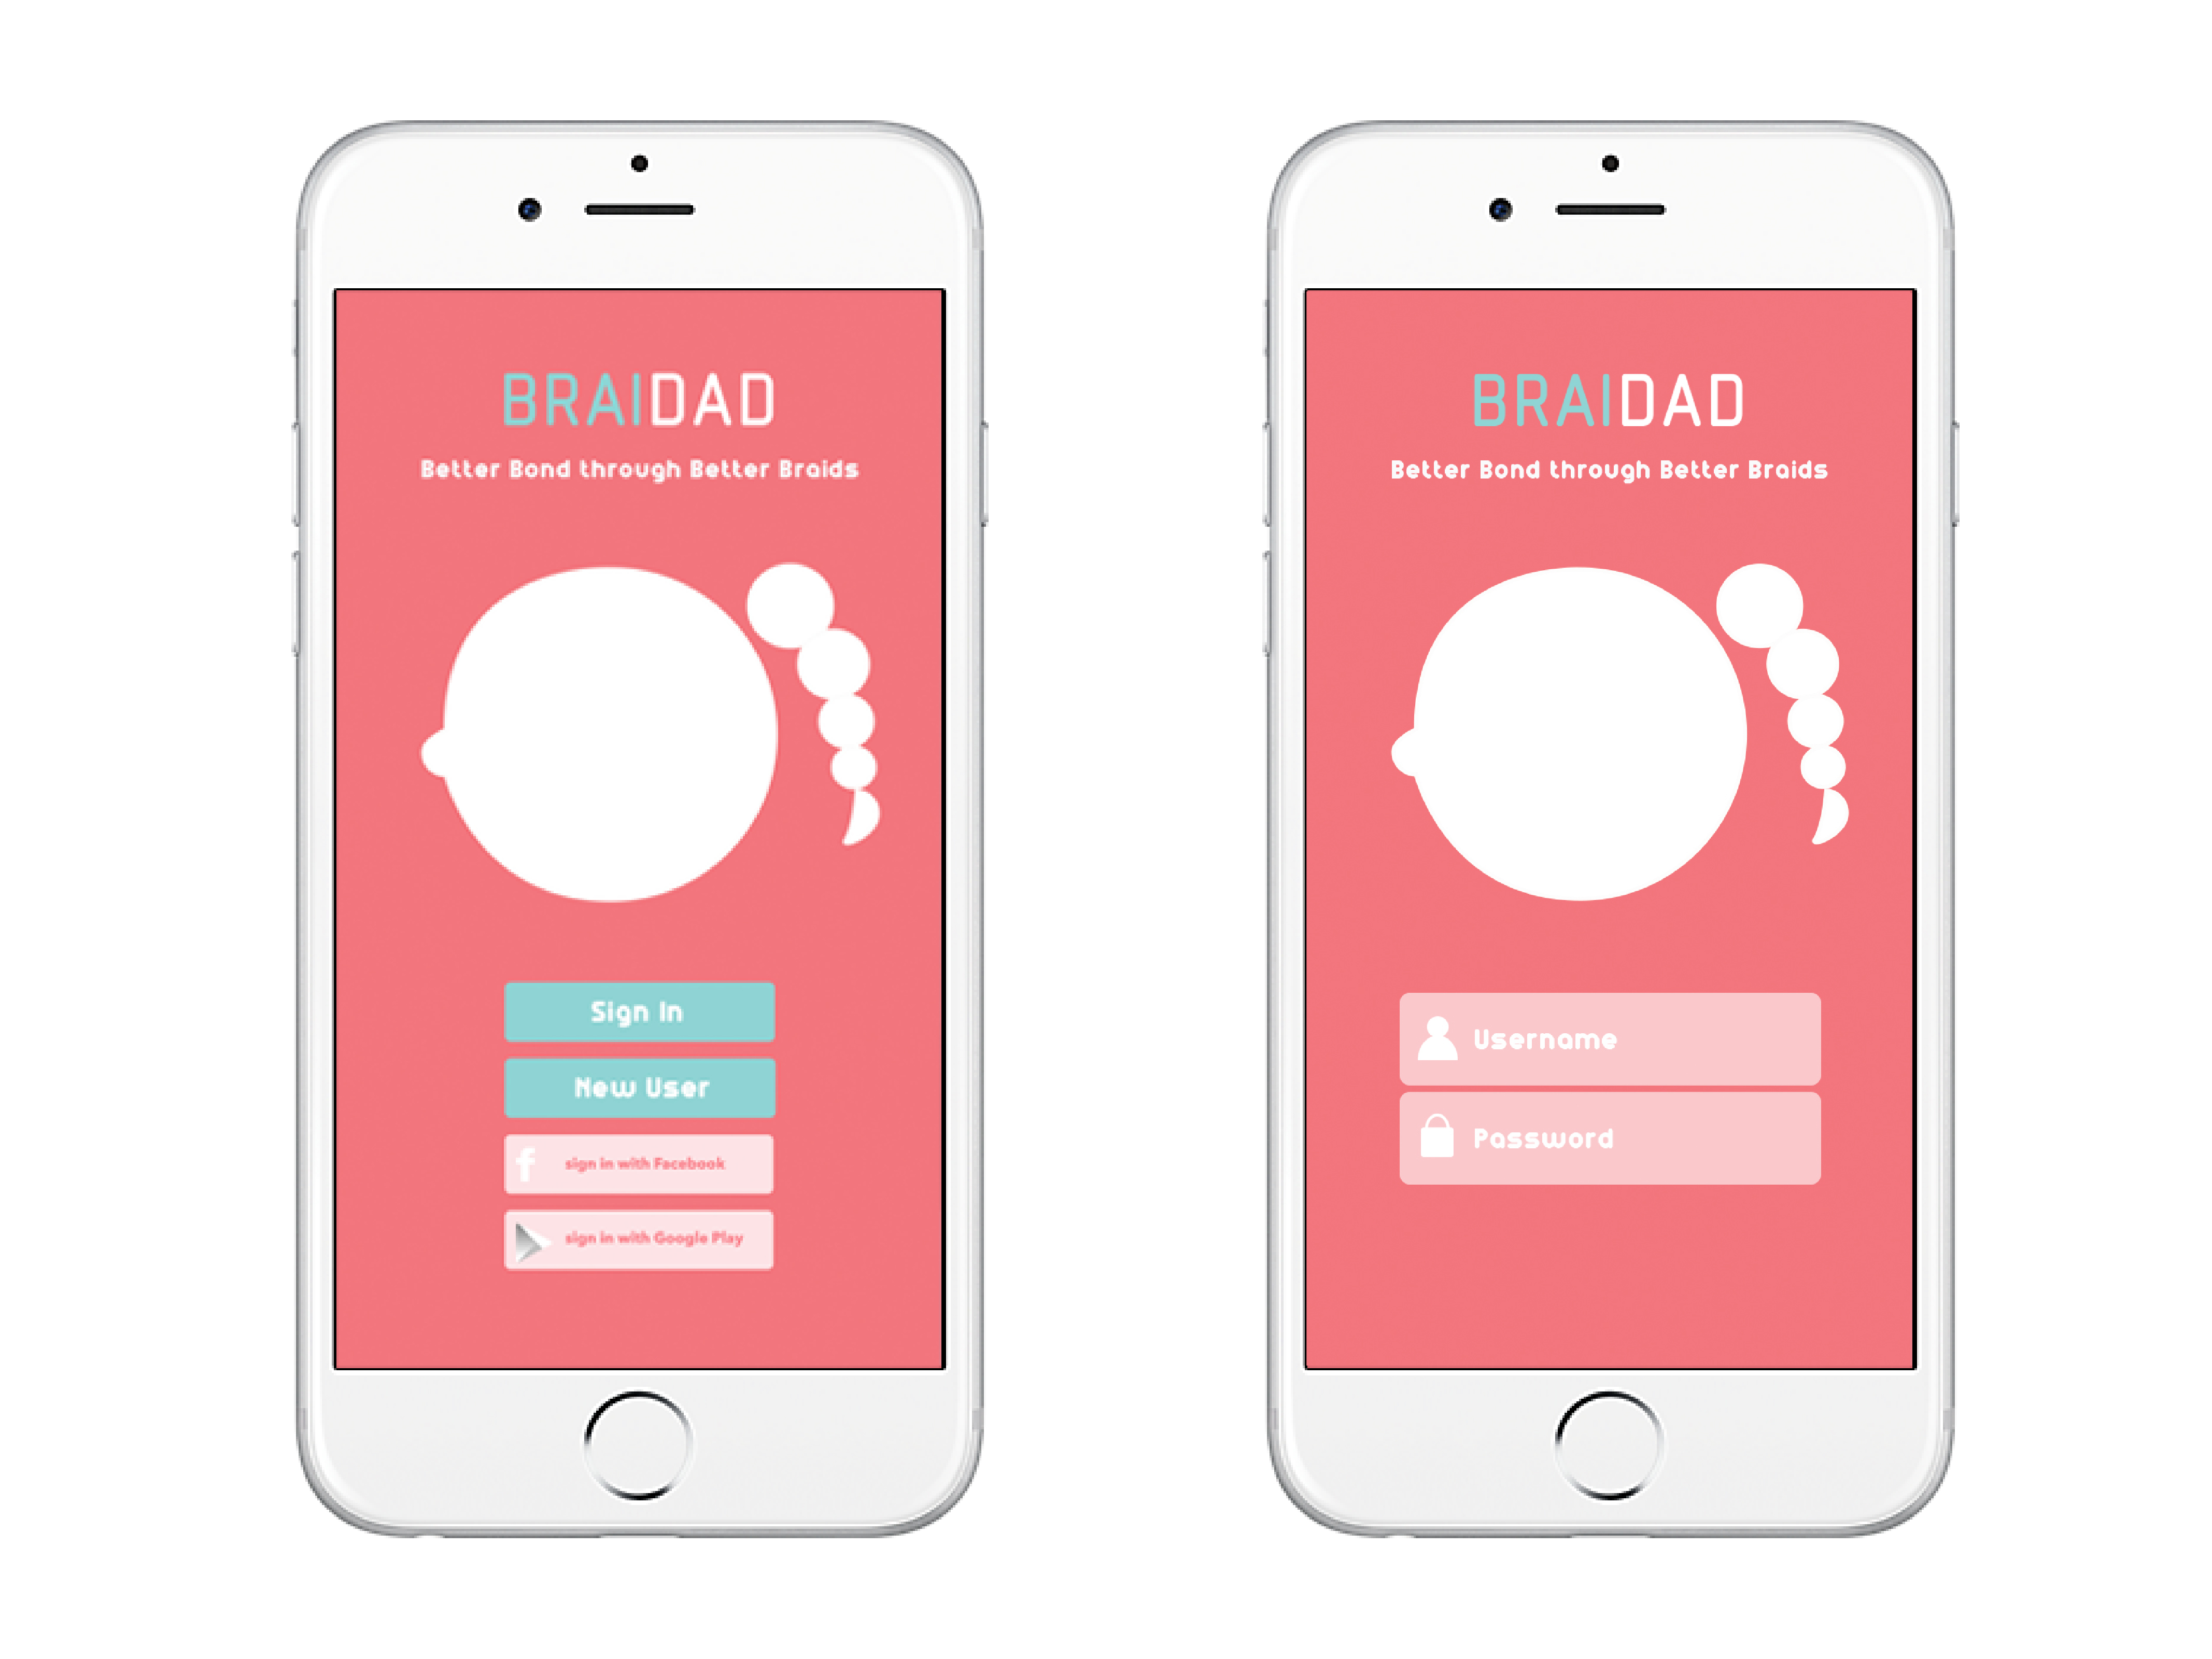 BRAIDAD
Better Bond through Better Braids
Sign In
New User
f
sign in with Facebook
sign in with Google Play
BRAIDAD
Better Bond through Better Braids
Username
Password